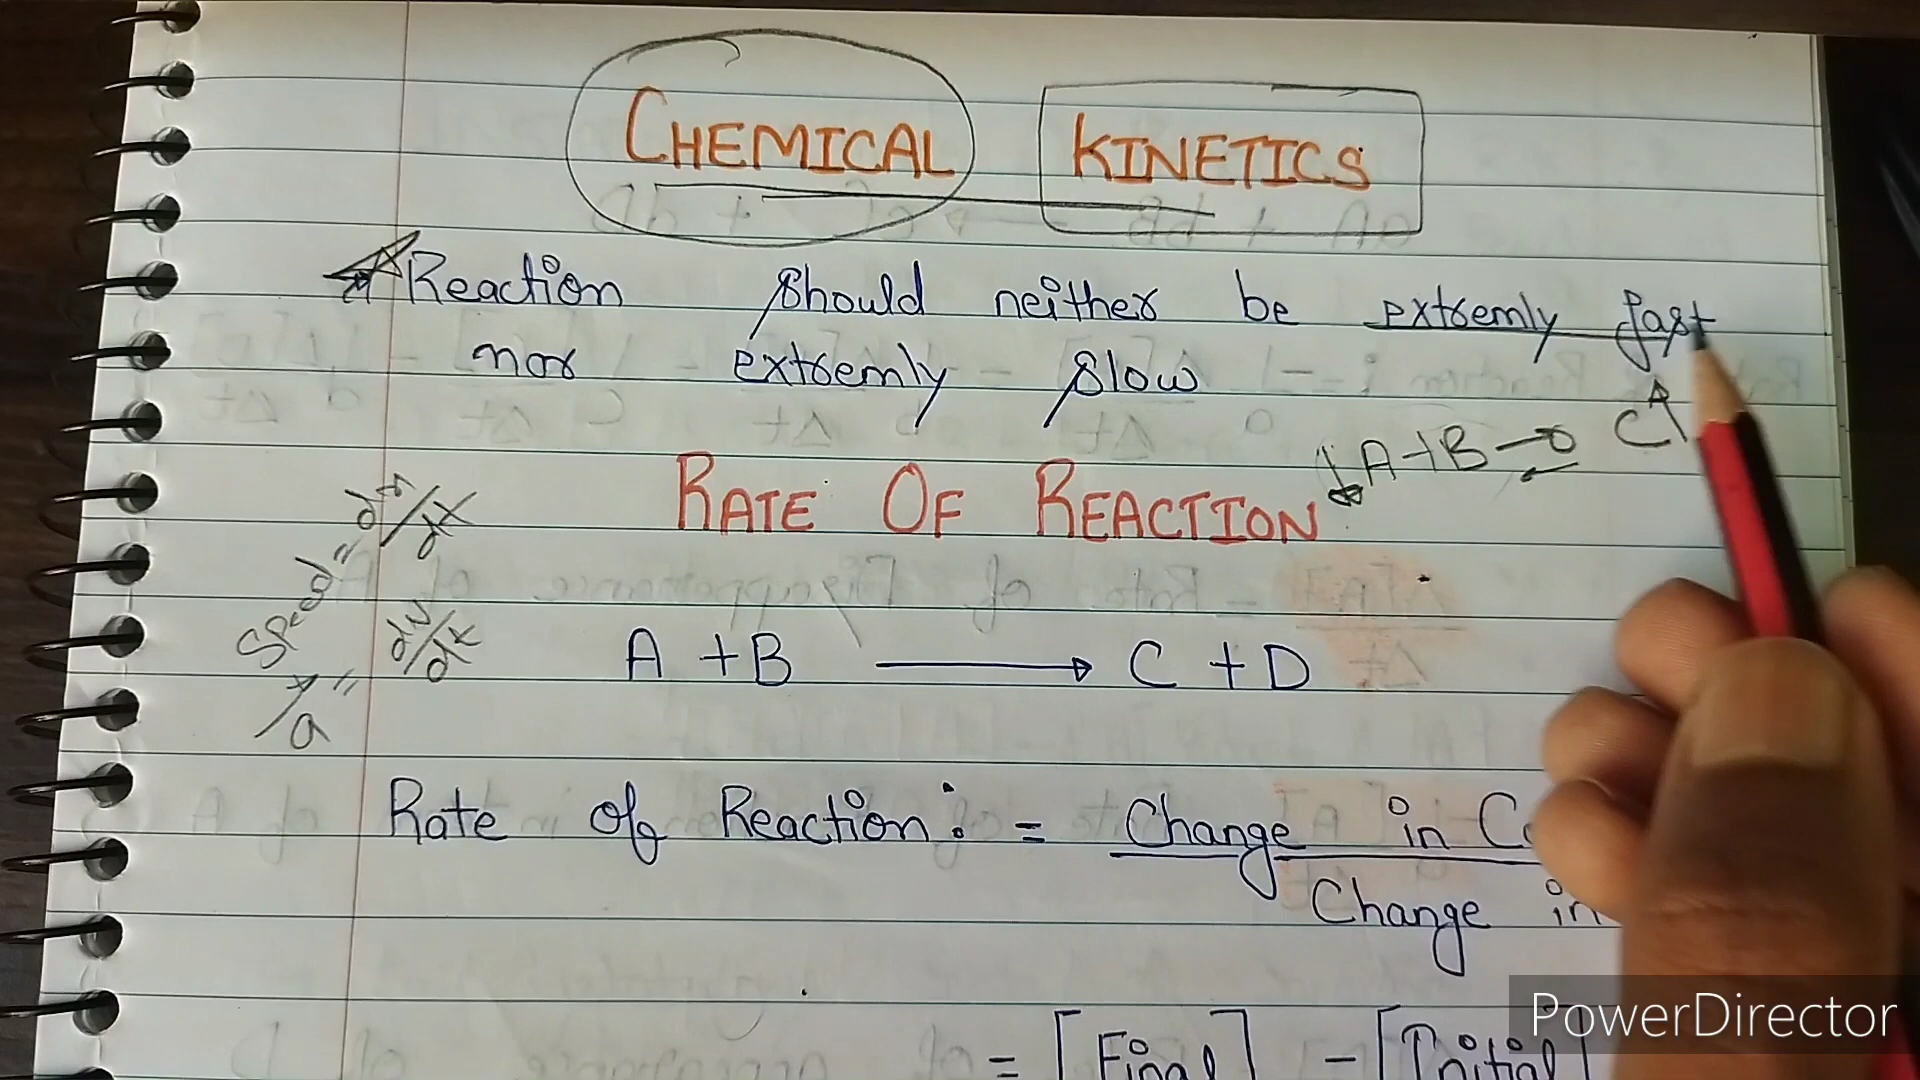 CHEMICAL KINETICS
Reaction should neither be extremly fast
nor extremly slow
A+B → C
RATE OF REACTION
Speed = dx/dt
a = dv/dt
A + B → C + D
Rate of Reaction : = Change in
Change in
= [Final] - [Initial]
PowerDirector